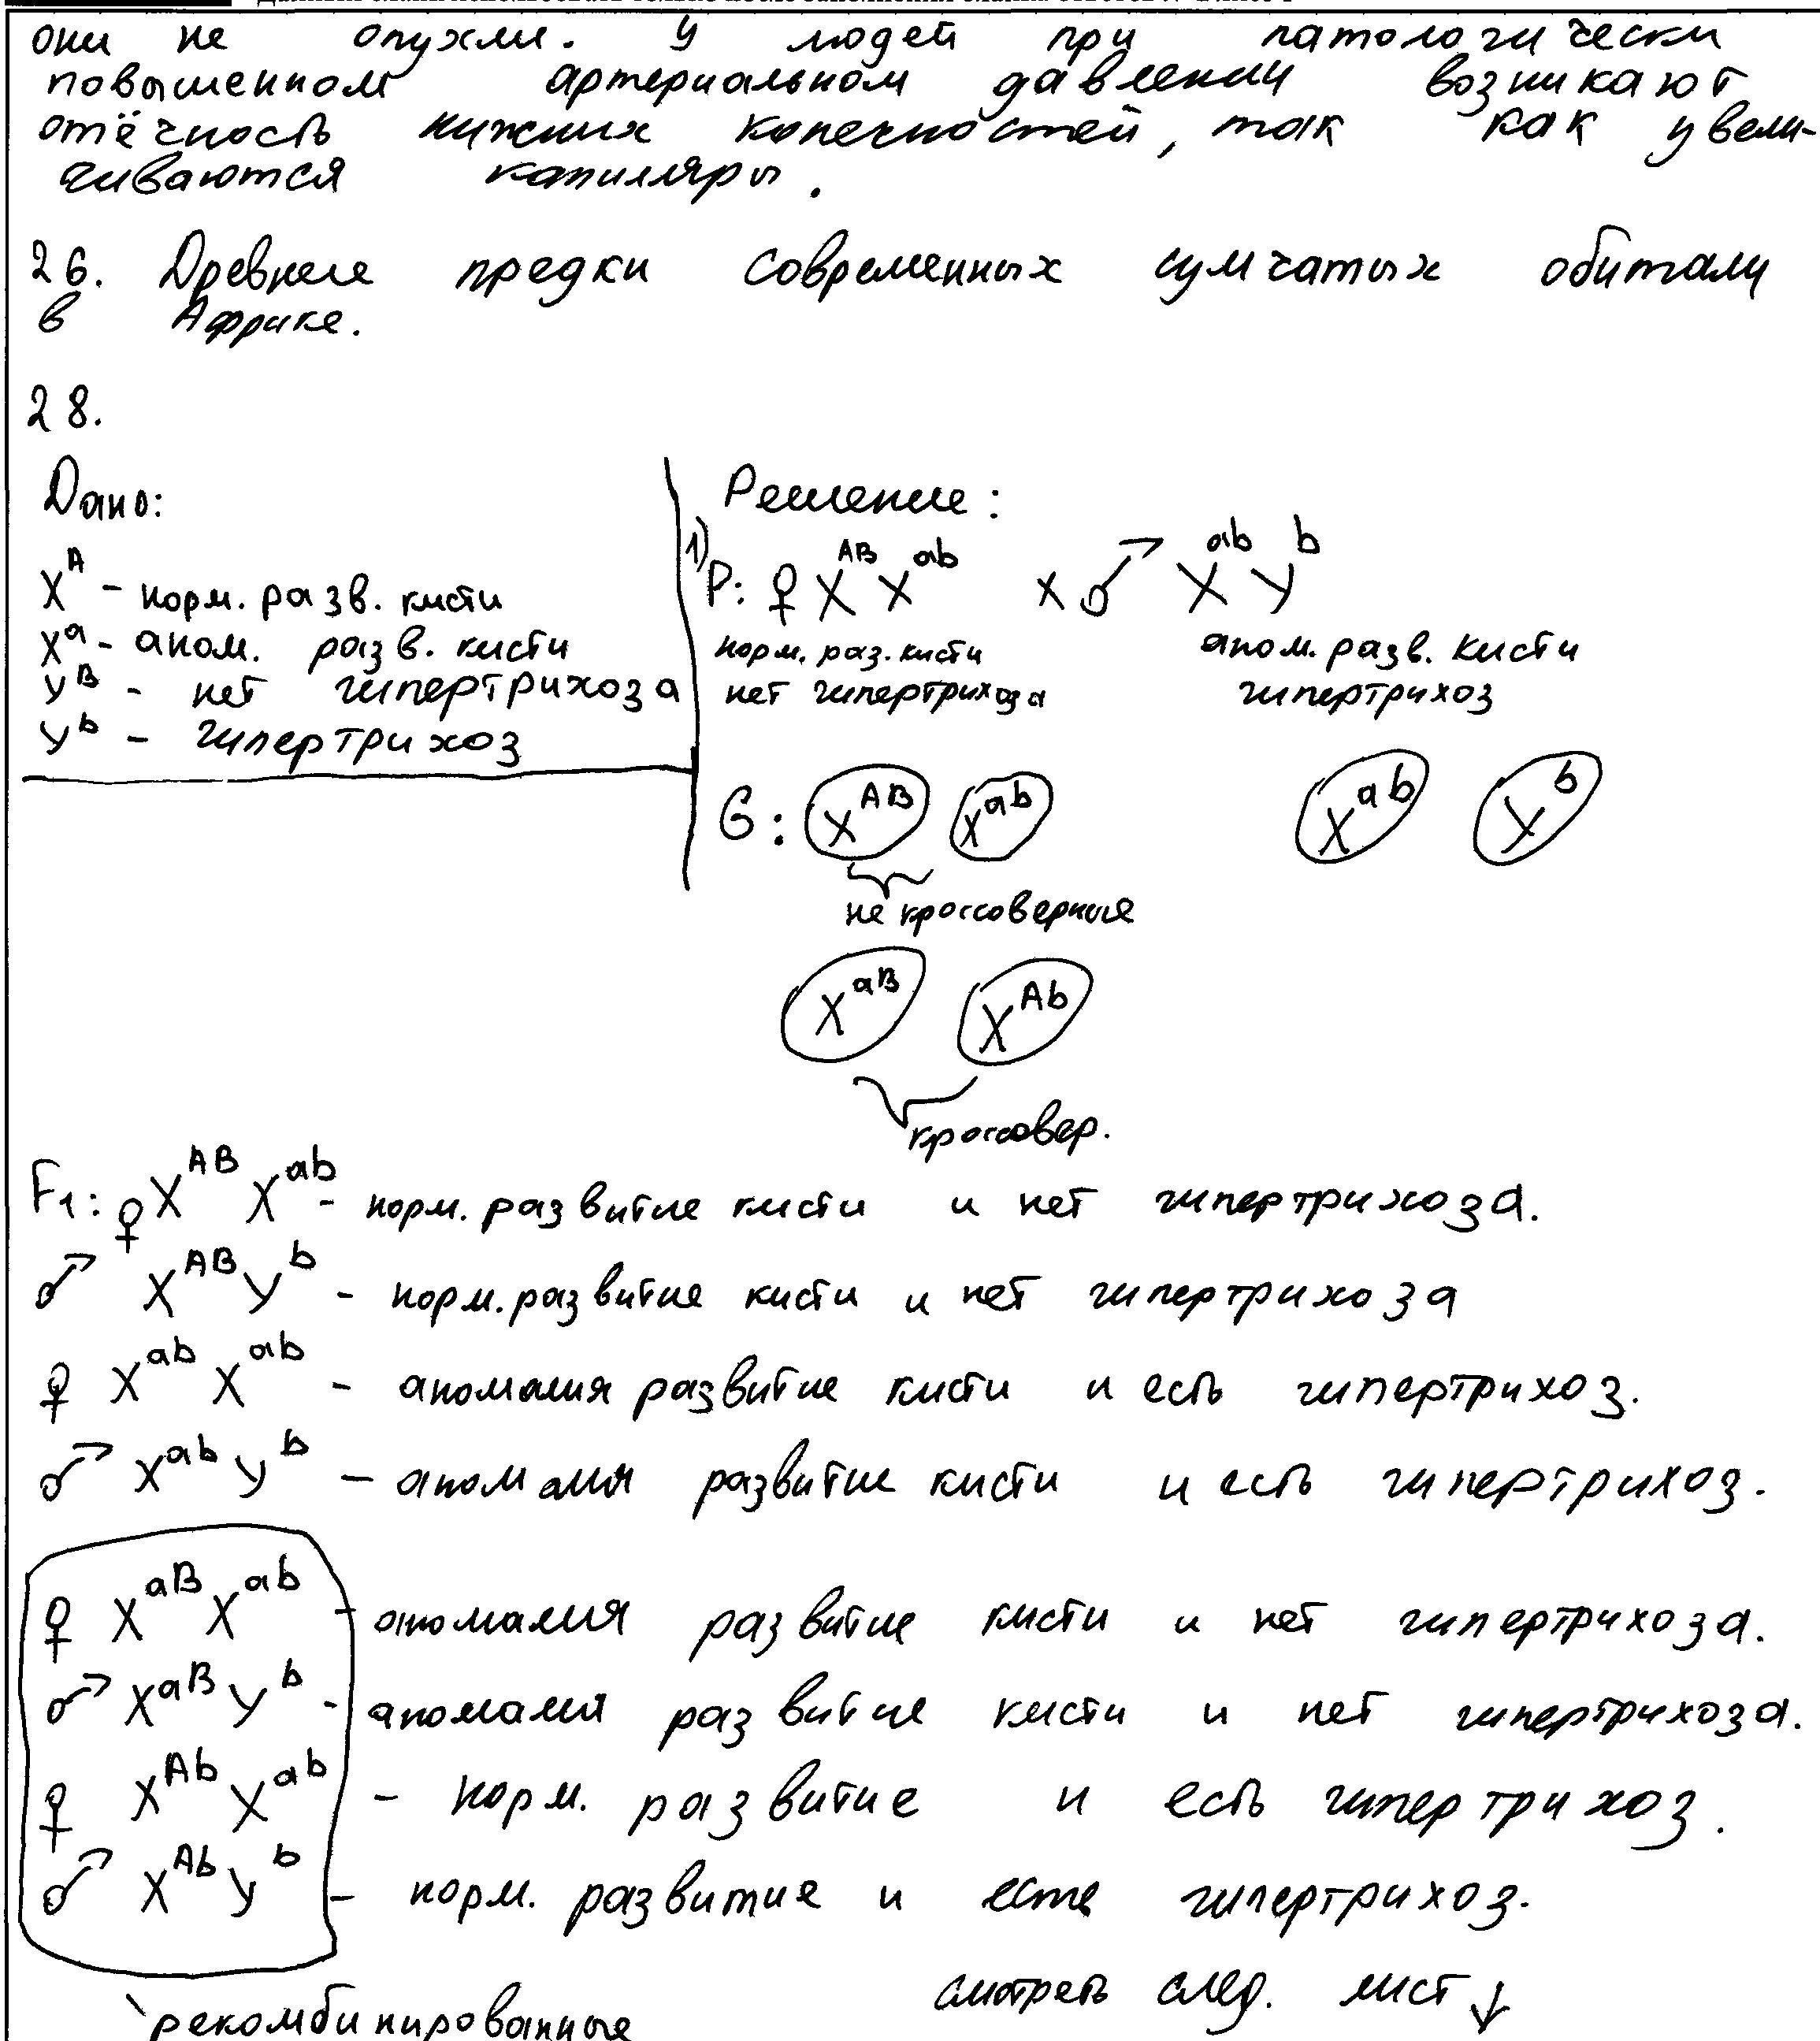 они не опухли. У людей при патологически
повышенном артериальном давлении возникают
отёчность нижних конечностей, так как увели-
чиваются капилляры.
26. Древние предки современных сумчатых обитали
в Африке.
28.
Дано:
X^A - норм. разв. кисти
X^a - аном. разв. кисти
Y^B - нет гипертрихоза
Y^b - гипертрихоз
Решение:
1) P: ♀ X^AB X^ab x ♂ X^ab Y^b
норм. раз. кисти аном. разв. кисти
нет гипертрихоза гипертрихоз
G: X^AB X^ab X^ab Y^b
не кроссоверные
X^aB X^Ab
кроссовер.
F1: ♀ X^AB X^ab - норм. развитие кисти и нет гипертрихоза.
♂ X^AB Y^b - норм. развитие кисти и нет гипертрихоза
♀ X^ab X^ab - аномалия развитие кисти и есть гипертрихоз.
♂ X^ab Y^b - аномалия развитие кисти и есть гипертрихоз.
♀ X^aB X^ab - аномалия развитие кисти и нет гипертрихоза.
♂ X^aB Y^b - аномалия развитие кисти и нет гипертрихоза.
♀ X^Ab X^ab - норм. развитие и есть гипертрихоз.
♂ X^Ab Y^b - норм. развитие и есть гипертрихоз.
рекомбинированные
смотреть след. лист ↓